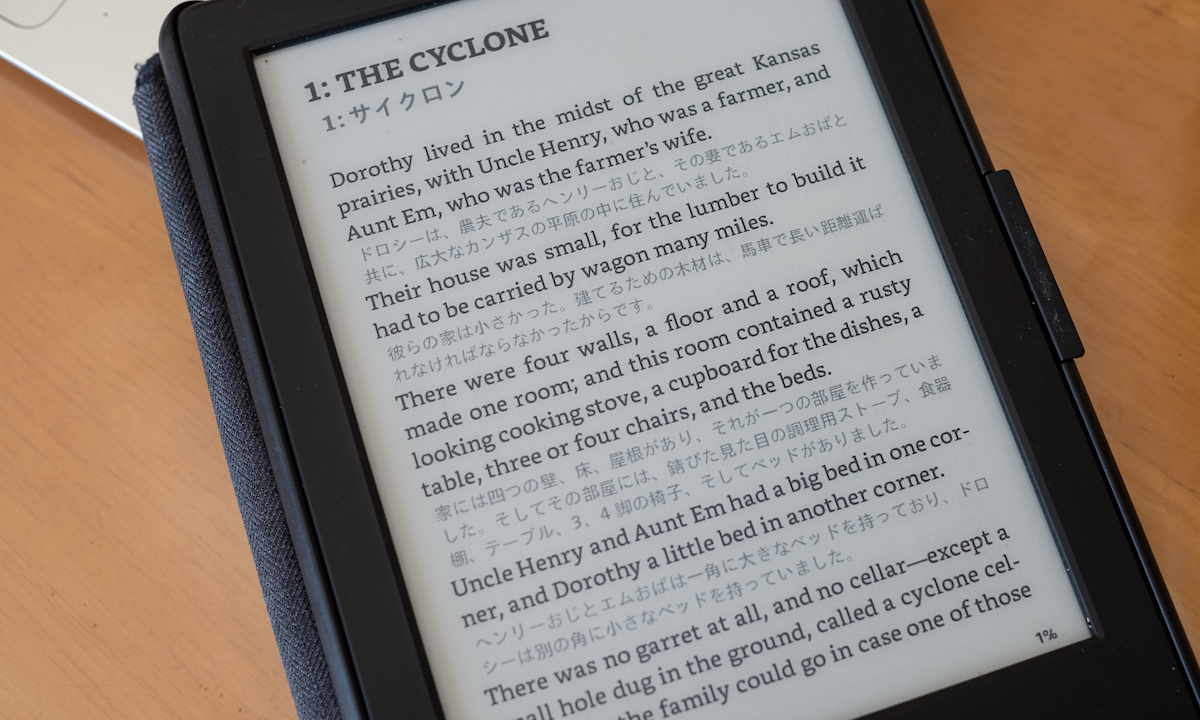 1: THE CYCLONE
1: サイクロン
Dorothy lived in the midst of the great Kansas
prairies, with Uncle Henry, who was a farmer, and
Aunt Em, who was the farmer's wife.
ドロシーは、農夫であるヘンリーおじと、その妻であるエムおばと
共に、広大なカンザスの平原の中に住んでいました。
Their house was small, for the lumber to build it
had to be carried by wagon many miles.
彼らの家は小さかった。建てるための木材は、馬車で長い距離運ば
れなければならなかったからです。
There were four walls, a floor and a roof, which
made one room; and this room contained a rusty
looking cooking stove, a cupboard for the dishes, a
table, three or four chairs, and the beds.
家には四つの壁、床、屋根があり、それが一つの部屋を作っていま
した。そしてその部屋には、錆びた見た目の調理用ストーブ、食器
棚、テーブル、3、4 脚の椅子、そしてベッドがありました。
Uncle Henry and Aunt Em had a big bed in one cor-
ner, and Dorothy a little bed in another corner.
ヘンリーおじとエムおばは一角に大きなベッドを持っており、ドロ
シーは別の角に小さなベッドを持っていました。
There was no garret at all, and no cellar—except a
small hole dug in the ground, called a cyclone cel-
the family could go in case one of those
1%